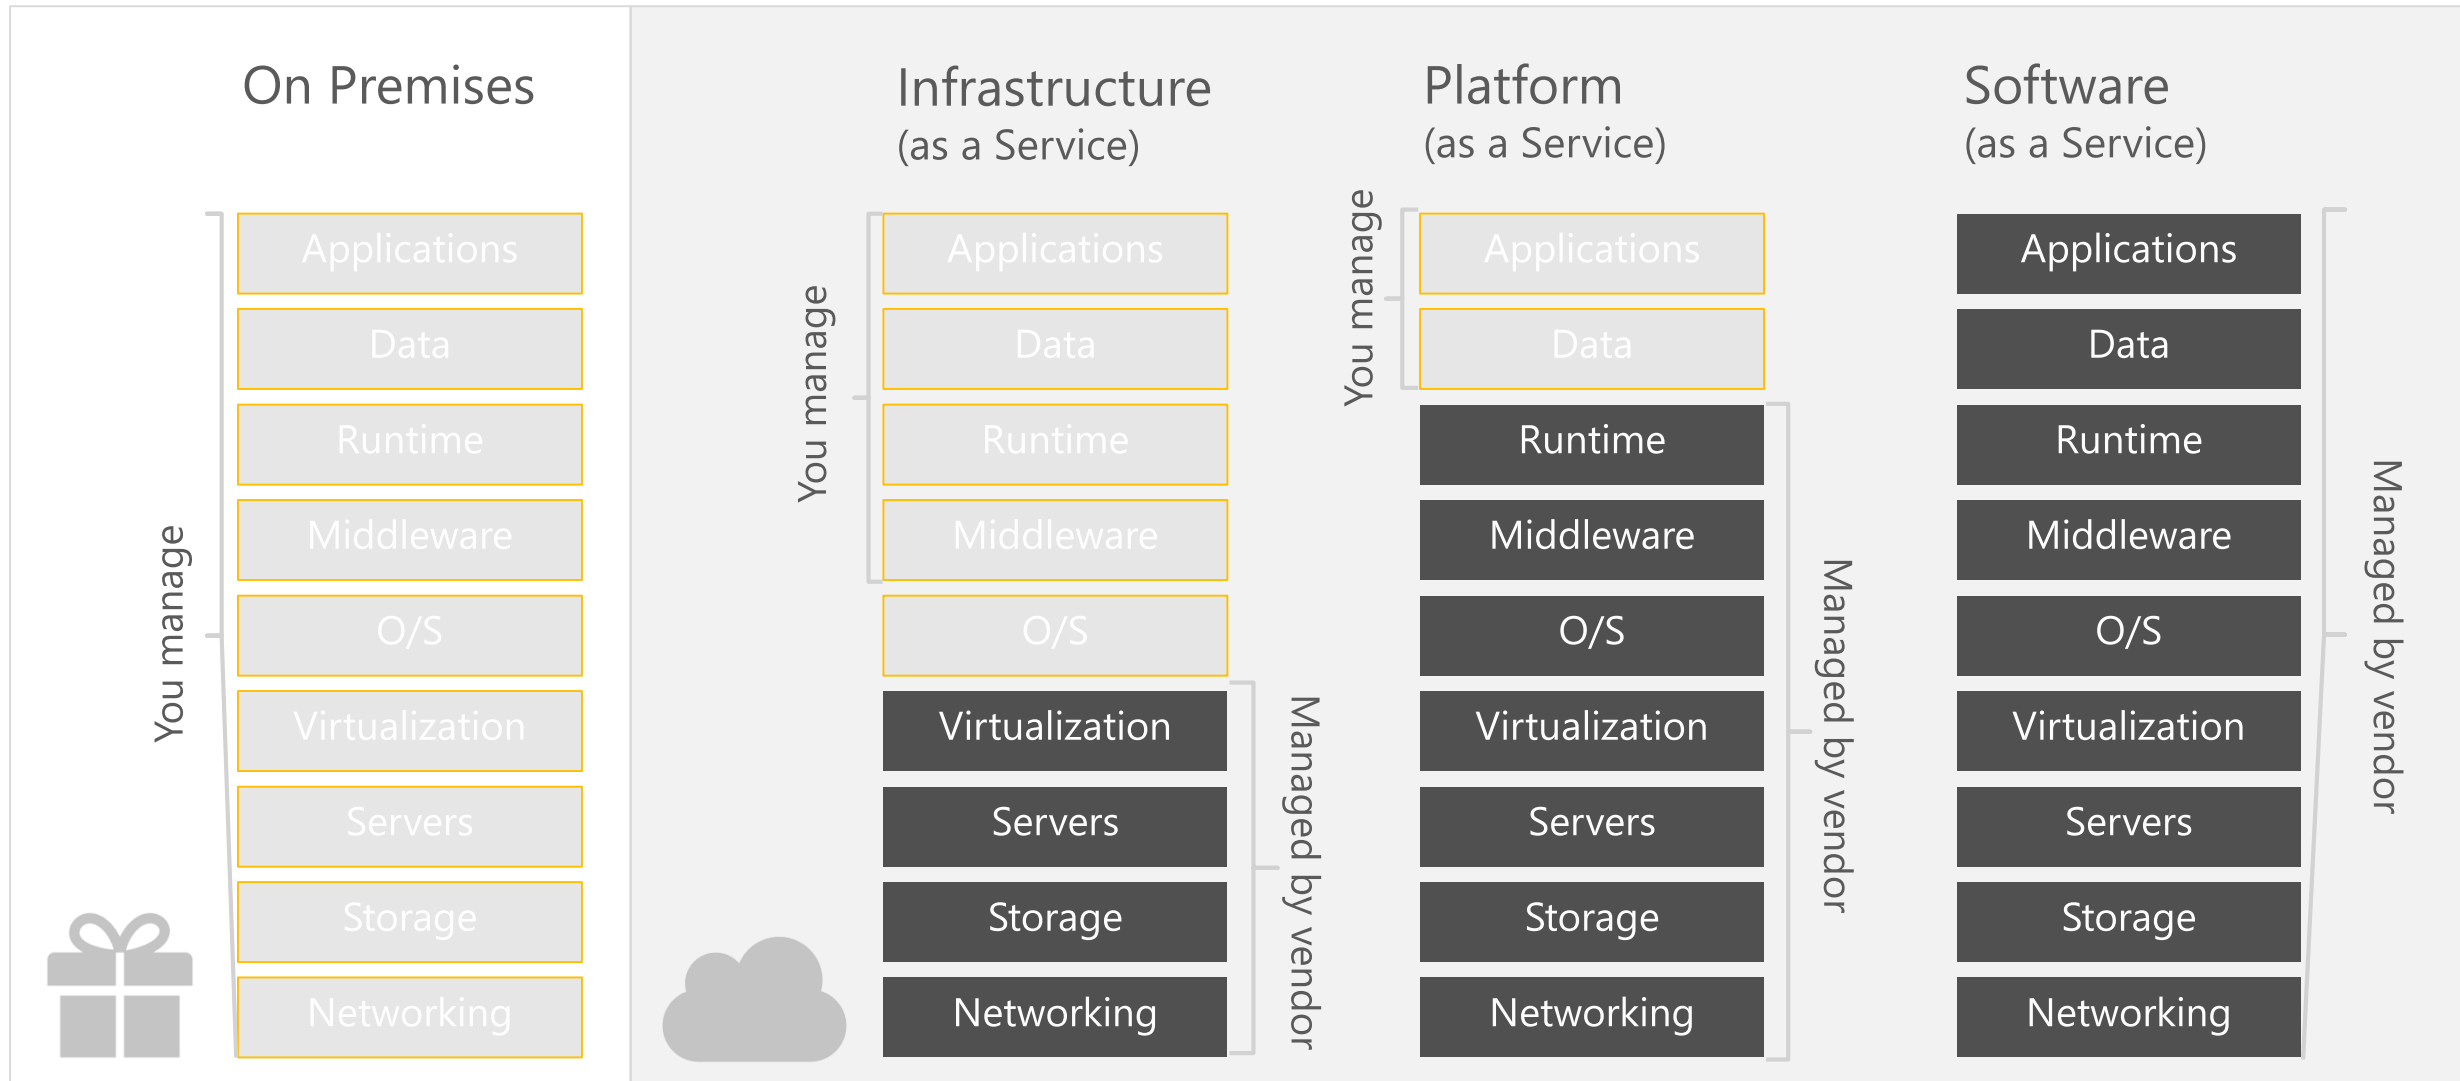 On Premises
You manage
Applications
Data
Runtime
Middleware
O/S
Virtualization
Servers
Storage
Networking
Infrastructure
(as a Service)
You manage
Applications
Data
Runtime
Middleware
O/S
Virtualization
Servers
Storage
Networking
Managed by vendor
Platform
(as a Service)
You manage
Applications
Data
Runtime
Middleware
O/S
Virtualization
Servers
Storage
Networking
Managed by vendor
Software
(as a Service)
Applications
Data
Runtime
Middleware
O/S
Virtualization
Servers
Storage
Networking
Managed by vendor